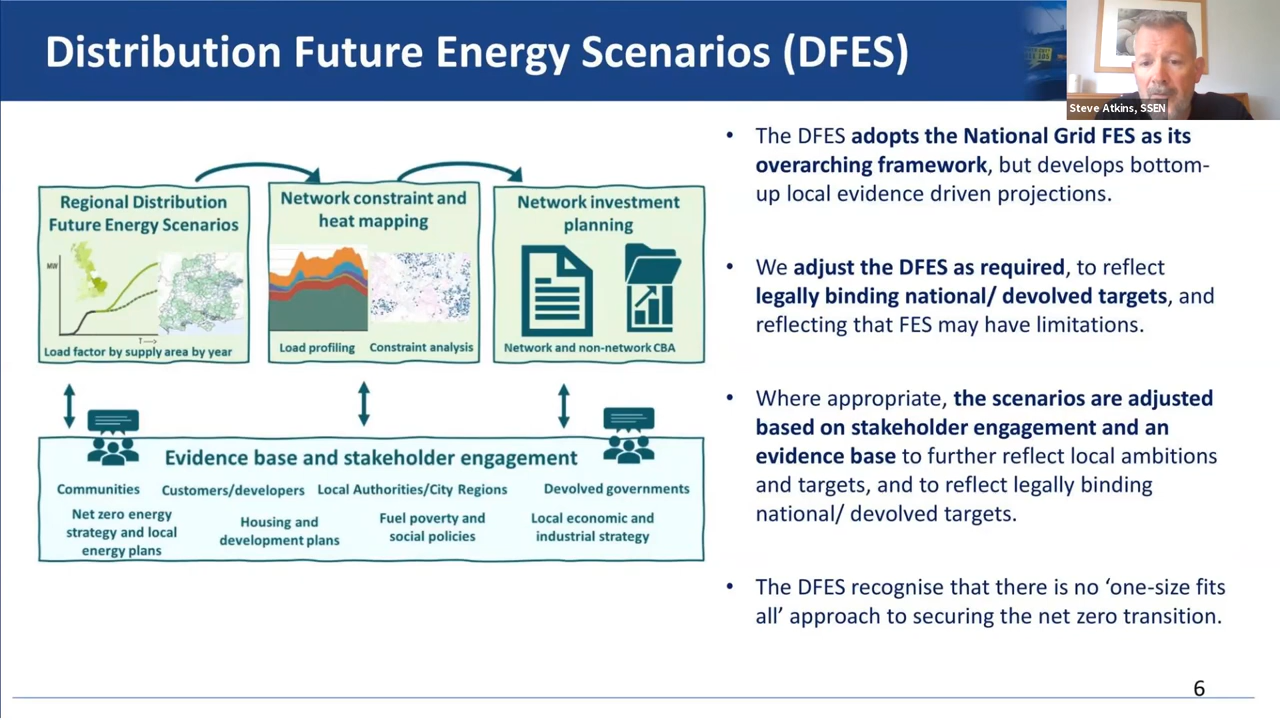 Distribution Future Energy Scenarios (DFES)
Steve Atkins, SSEN
Regional Distribution
Future Energy Scenarios
MW
T
Load factor by supply area by year
Network constraint and
heat mapping
Load profiling
Constraint analysis
Network investment
planning
Network and non-network CBA
Evidence base and stakeholder engagement
Communities
Customers/developers
Local Authorities/City Regions
Devolved governments
Net zero energy
strategy and local
energy plans
Housing and
development plans
Fuel poverty and
social policies
Local economic and
industrial strategy
• The DFES adopts the National Grid FES as its
overarching framework, but develops bottom-
up local evidence driven projections.
• We adjust the DFES as required, to reflect
legally binding national/ devolved targets, and
reflecting that FES may have limitations.
• Where appropriate, the scenarios are adjusted
based on stakeholder engagement and an
evidence base to further reflect local ambitions
and targets, and to reflect legally binding
national/ devolved targets.
• The DFES recognise that there is no ‘one-size fits
all’ approach to securing the net zero transition.
6